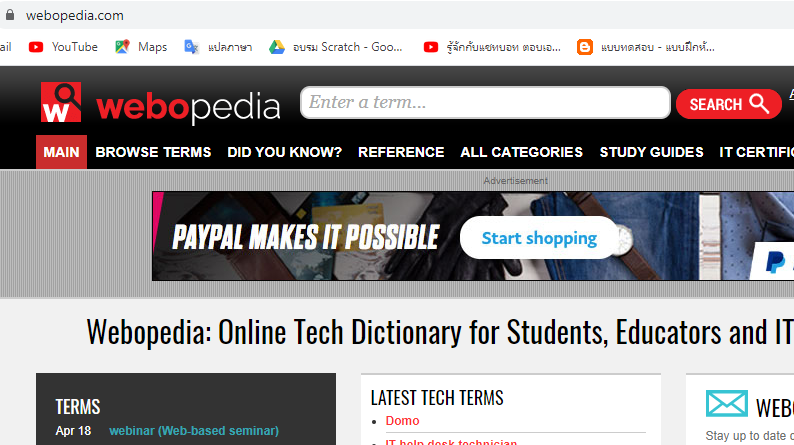 webopedia.com
ail YouTube Maps แปลภาษา อบรม Scratch - Goo... รู้จักกับแชทบอท ตอบเอ... แบบทดสอบ - แบบฝึกหั...
w webopedia Enter a term... SEARCH
MAIN BROWSE TERMS DID YOU KNOW? REFERENCE ALL CATEGORIES STUDY GUIDES IT CERTIFIC
Advertisement
PAYPAL MAKES IT POSSIBLE Start shopping
Webopedia: Online Tech Dictionary for Students, Educators and IT
TERMS
Apr 18 webinar (Web-based seminar)
LATEST TECH TERMS
Domo
IT help desk technician
WEBO
Stay up to date o